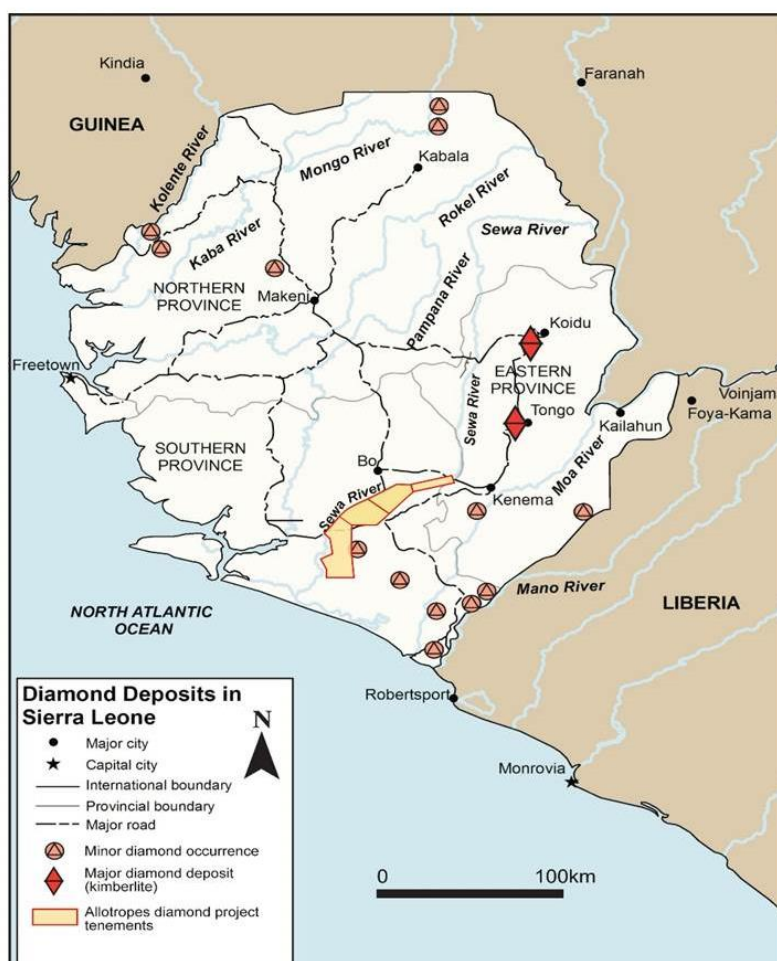 Kindia
Faranah
GUINEA
Kolente River
Mongo River
Kabala
Rokel River
Sewa River
Kaba River
NORTHERN
PROVINCE
Makeni
Pampana River
Koidu
Freetown
EASTERN
PROVINCE
Sewa River
Voinjam
Foya-Kama
Tongo
Kailahun
SOUTHERN
PROVINCE
Bo
Moa River
Sewa River
Kenema
Mano River
NORTH ATLANTIC
OCEAN
LIBERIA
Robertsport
Monrovia
Diamond Deposits in
Sierra Leone
N
Major city
Capital city
International boundary
Provincial boundary
Major road
Minor diamond occurrence
Major diamond deposit
(kimberlite)
Allotropes diamond project
tenements
0 100km